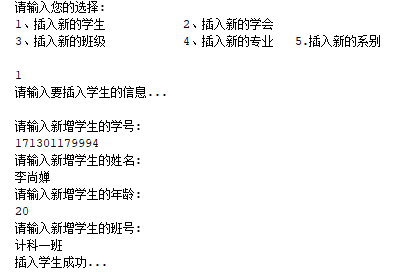 请输入您的选择:
1、插入新的学生 2、插入新的学会
3、插入新的班级 4、插入新的专业 5.插入新的系别
1
请输入要插入学生的信息...
请输入新增学生的学号:
171301179994
请输入新增学生的姓名:
李尚婵
请输入新增学生的年龄:
20
请输入新增学生的班号:
计科一班
插入学生成功...